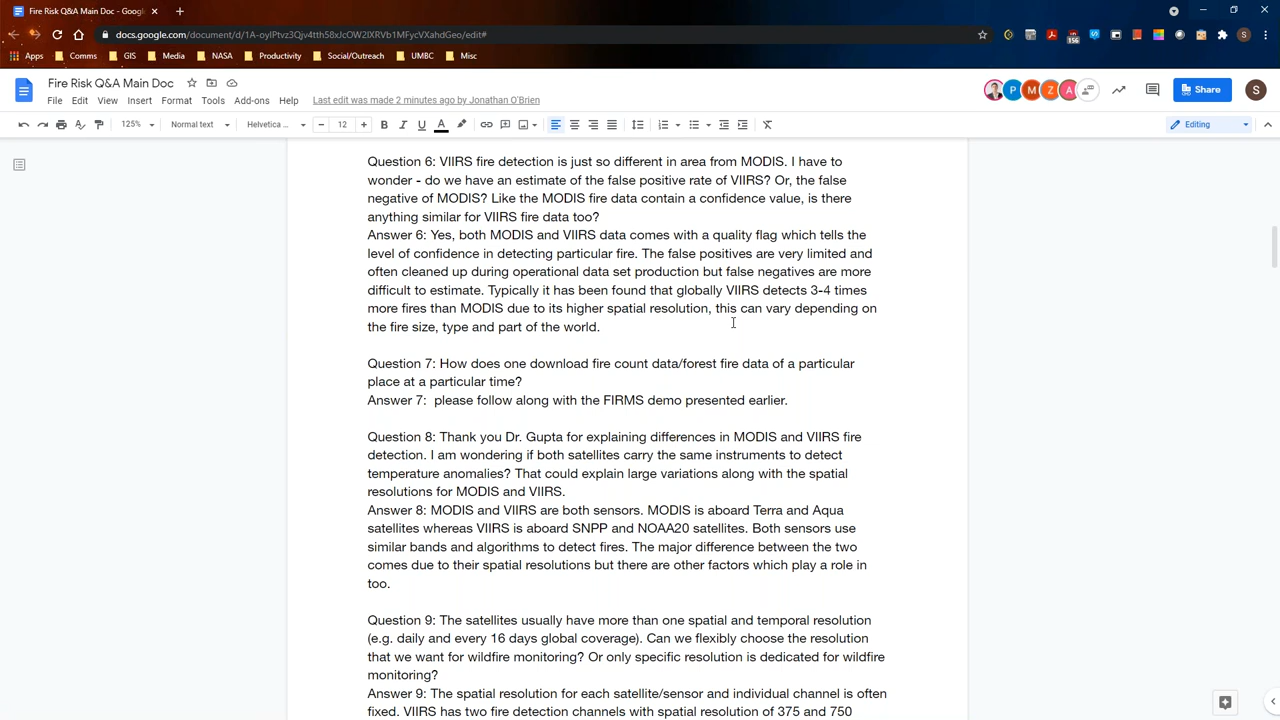 Fire Risk Q&A Main Doc - Google
docs.google.com/document/d/1A-oyIPtvz3Qjv4tth58xJcOW2IXRVb1MFycVXahdGeo/edit#
156
S
Apps Comms GIS Media NASA Productivity Social/Outreach UMBC Misc
Fire Risk Q&A Main Doc
File Edit View Insert Format Tools Add-ons Help Last edit was made 2 minutes ago by Jonathan O'Brien
P M Z A Share S
125% Normal text Helvetica ... 12 B I U A Editing
Question 6: VIIRS fire detection is just so different in area from MODIS. I have to
wonder - do we have an estimate of the false positive rate of VIIRS? Or, the false
negative of MODIS? Like the MODIS fire data contain a confidence value, is there
anything similar for VIIRS fire data too?
Answer 6: Yes, both MODIS and VIIRS data comes with a quality flag which tells the
level of confidence in detecting particular fire. The false positives are very limited and
often cleaned up during operational data set production but false negatives are more
difficult to estimate. Typically it has been found that globally VIIRS detects 3-4 times
more fires than MODIS due to its higher spatial resolution, this can vary depending on
the fire size, type and part of the world.
Question 7: How does one download fire count data/forest fire data of a particular
place at a particular time?
Answer 7:  please follow along with the FIRMS demo presented earlier.
Question 8: Thank you Dr. Gupta for explaining differences in MODIS and VIIRS fire
detection. I am wondering if both satellites carry the same instruments to detect
temperature anomalies? That could explain large variations along with the spatial
resolutions for MODIS and VIIRS.
Answer 8: MODIS and VIIRS are both sensors. MODIS is aboard Terra and Aqua
satellites whereas VIIRS is aboard SNPP and NOAA20 satellites. Both sensors use
similar bands and algorithms to detect fires. The major difference between the two
comes due to their spatial resolutions but there are other factors which play a role in
too.
Question 9: The satellites usually have more than one spatial and temporal resolution
(e.g. daily and every 16 days global coverage). Can we flexibly choose the resolution
that we want for wildfire monitoring? Or only specific resolution is dedicated for wildfire
monitoring?
Answer 9: The spatial resolution for each satellite/sensor and individual channel is often
fixed. VIIRS has two fire detection channels with spatial resolution of 375 and 750